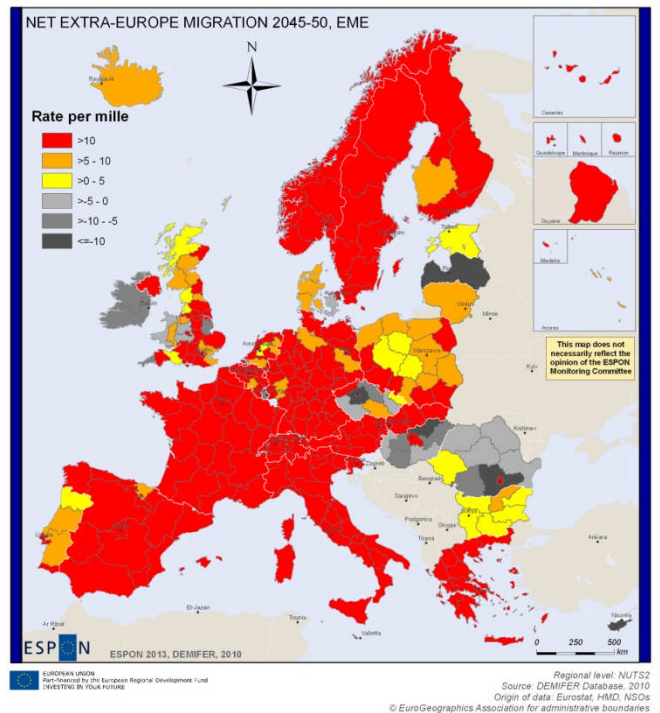 NET EXTRA-EUROPE MIGRATION 2045-50, EME
N
Reykjavik
Canarias
Rate per mille
>10
>5 - 10
>0 - 5
>-5 - 0
>-10 - -5
<=-10
Guadeloupe
Martinique
Réunion
Guyane
Madeira
Açores
This map does not
necessarily reflect the
opinion of the ESPON
Monitoring Committee
Tallinn
Vilnius
Minsk
Dublin
Warszawa
Kyiv
Kishinev
Zagreb
Beograd
Sarajevo
Podgorica
Skopje
Tirana
Ankara
Ar Ribat
El-Jazair
Tounis
Valletta
Nicosia
0 250 500
km
ESPON
ESPON 2013, DEMIFER, 2010
EUROPEAN UNION
Part-financed by the European Regional Development Fund
INVESTING IN YOUR FUTURE
Regional level: NUTS2
Source: DEMIFER Database, 2010
Origin of data: Eurostat, HMD, NSOs
© EuroGeographics Association for administrative boundaries